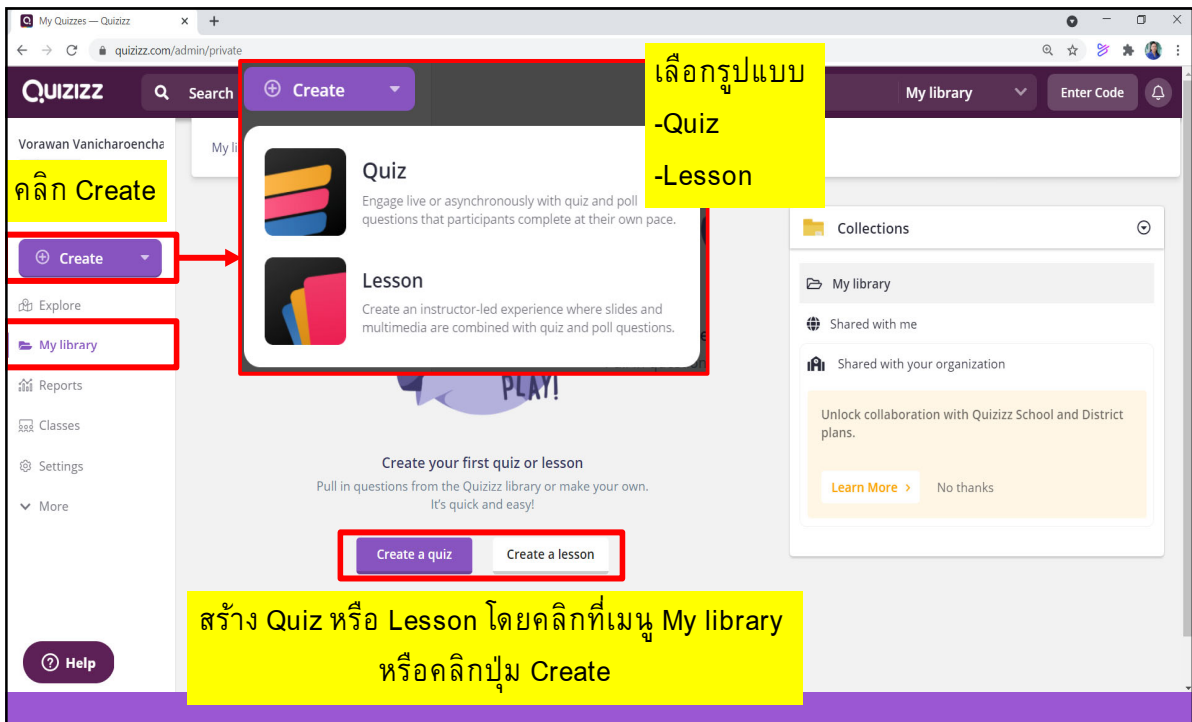 My Quizzes — Quizizz
quizizz.com/admin/private
QUIZIZZ
Search
Create
เลือกรูปแบบ
-Quiz
-Lesson
My library
Enter Code
Vorawan Vanicharoencha
คลิก Create
Create
Explore
My library
Reports
Classes
Settings
More
Help
My li
Quiz
Engage live or asynchronously with quiz and poll
questions that participants complete at their own pace.
Lesson
Create an instructor-led experience where slides and
multimedia are combined with quiz and poll questions.
PLAY!
Create your first quiz or lesson
Pull in questions from the Quizizz library or make your own.
It's quick and easy!
Create a quiz
Create a lesson
สร้าง Quiz หรือ Lesson โดยคลิกที่เมนู My library
หรือคลิกปุ่ม Create
Collections
My library
Shared with me
Shared with your organization
Unlock collaboration with Quizizz School and District
plans.
Learn More
No thanks